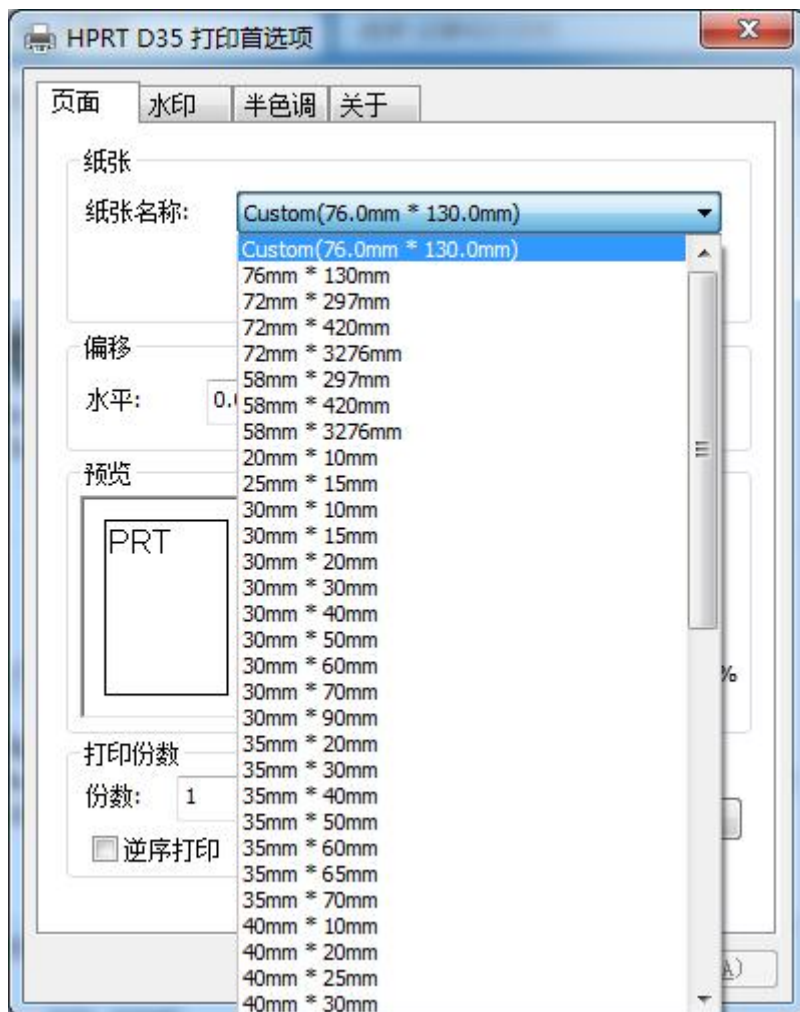 HPRT D35 打印首选项
页面 水印 半色调 关于
纸张
纸张名称: Custom(76.0mm * 130.0mm)
Custom(76.0mm * 130.0mm)
76mm * 130mm
72mm * 297mm
72mm * 420mm
72mm * 3276mm
偏移
58mm * 297mm
水平: 0. 58mm * 420mm
58mm * 3276mm
20mm * 10mm
预览
25mm * 15mm
30mm * 10mm
PRT
30mm * 15mm
30mm * 20mm
30mm * 30mm
30mm * 40mm
30mm * 50mm
30mm * 60mm
%
30mm * 70mm
30mm * 90mm
打印份数
35mm * 20mm
35mm * 30mm
份数: 1
35mm * 40mm
35mm * 50mm
逆序打印
35mm * 60mm
35mm * 65mm
35mm * 70mm
40mm * 10mm
40mm * 20mm
40mm * 25mm
A)
40mm * 30mm